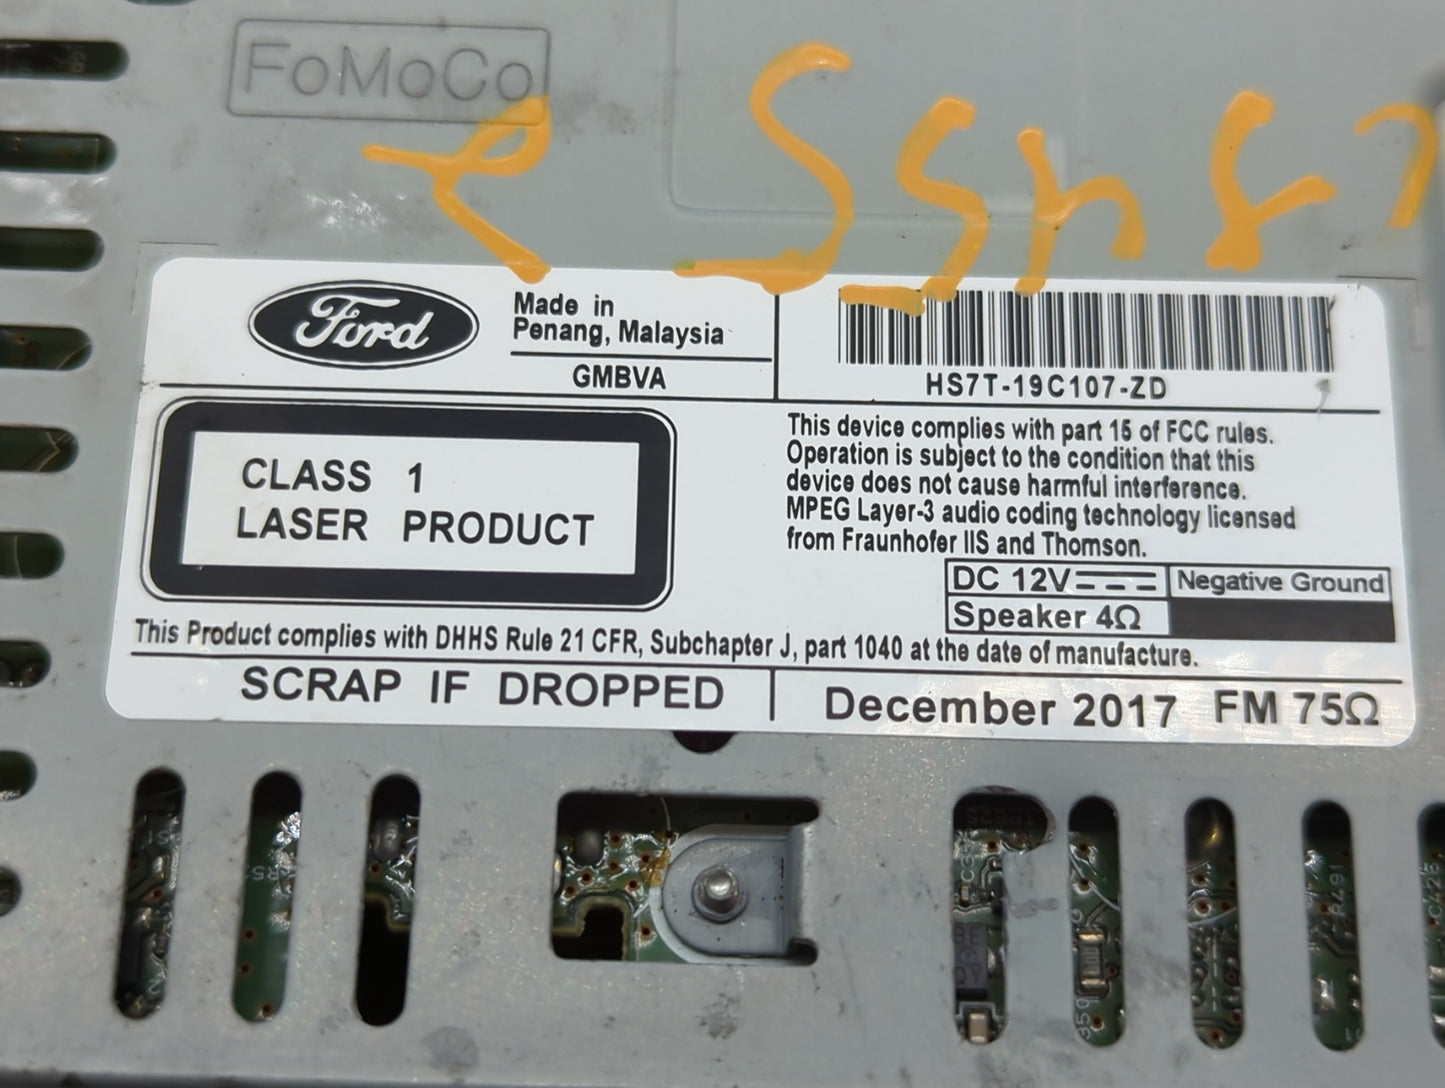 FoMoCo
Ford
Made in
Penang, Malaysia
GMBVA
HS7T-19C107-ZD
CLASS 1
LASER PRODUCT
This device complies with part 15 of FCC rules.
Operation is subject to the condition that this
device does not cause harmful interference.
MPEG Layer-3 audio coding technology licensed
from Fraunhofer IIS and Thomson.
DC 12V Negative Ground
Speaker 4Ω
This Product complies with DHHS Rule 21 CFR, Subchapter J, part 1040 at the date of manufacture.
SCRAP IF DROPPED
December 2017 FM 75Ω
R491
C428